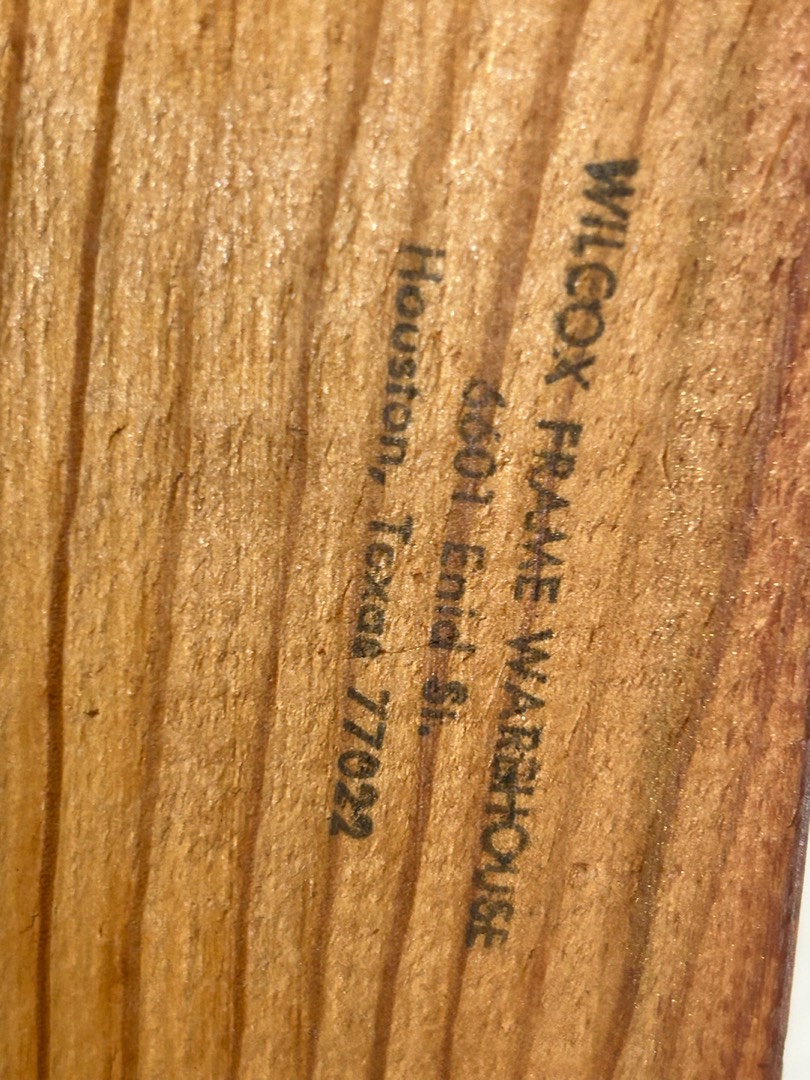 WILCOX FRAME WAREHOUSE
6601 Enid St.
Houston, Texas 77022